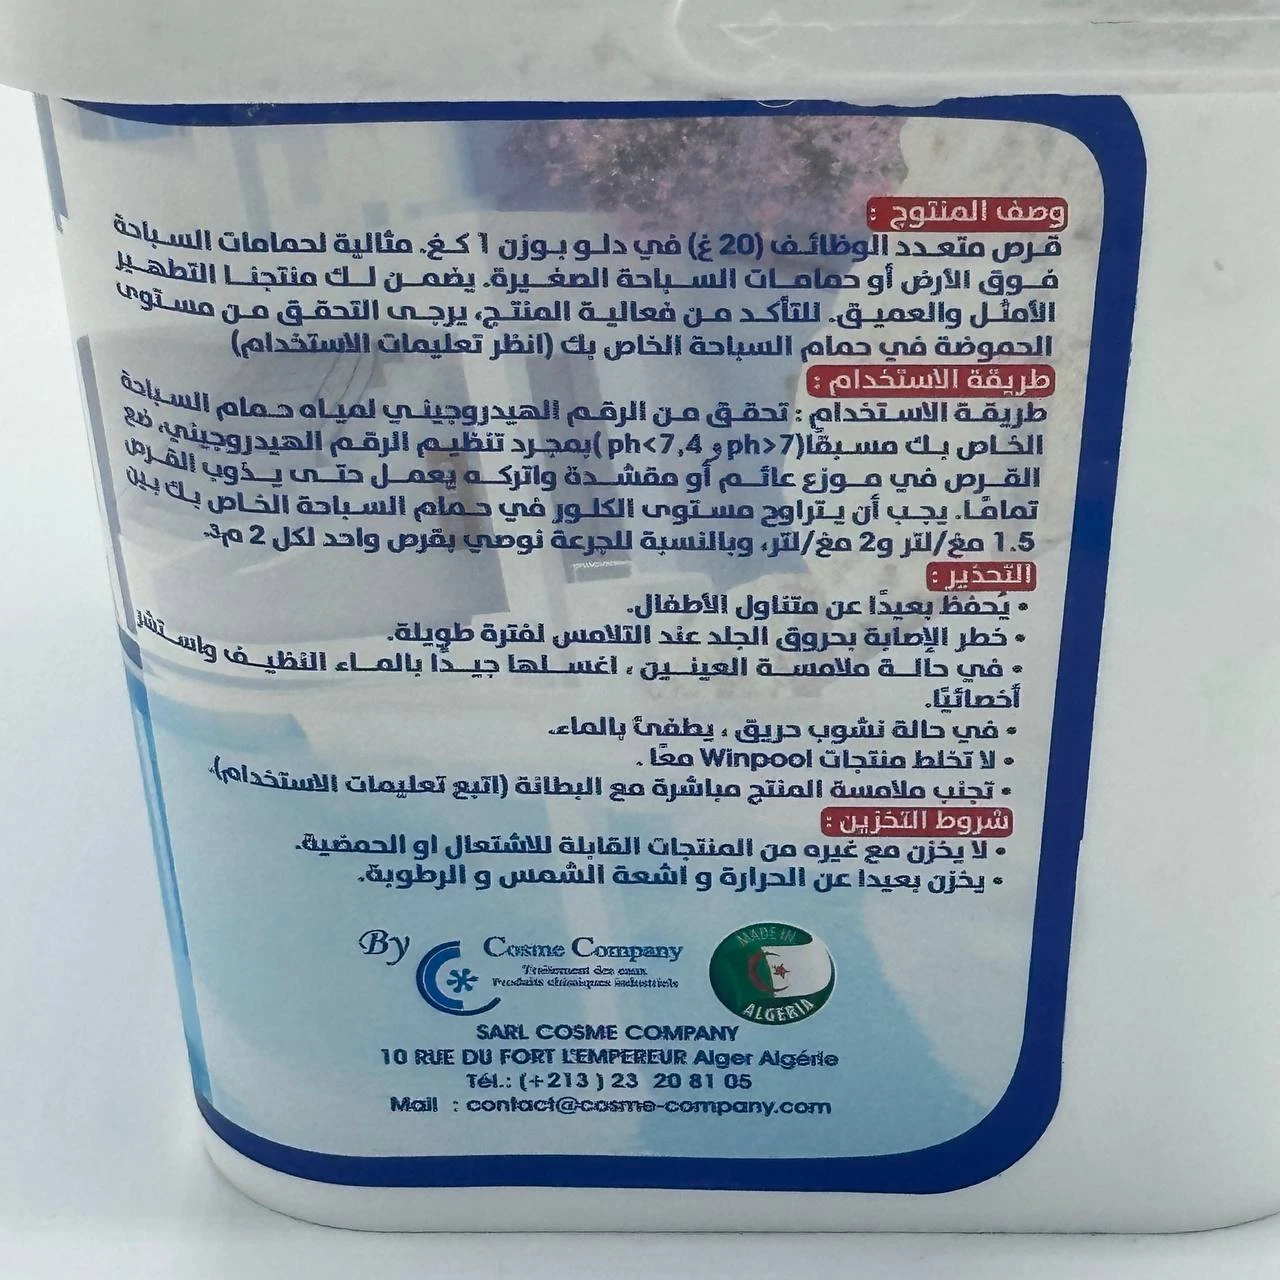 وصف المنتوج :
قرص متعدد الوظائف (20 غ) في دلو بوزن 1 كغ. مثالية لحمامات السباحة
فوق الأرض أو حمامات السباحة الصغيرة. يضمن لك منتجنا التطهير
الأمثل والعميق. للتأكد من فعالية المنتج، يرجى التحقق من مستوى
الحموضة في حمام السباحة الخاص بك (انظر تعليمات الاستخدام)
طريقة الاستخدام :
طريقة الاستخدام : تحقق من الرقم الهيدروجيني لمياه حمام السباحة
الخاص بك مسبقًا(ph>7 و ph<7,4 )بمجرد تنظيم الرقم الهيدروجيني، ضع
القرص في موزع عائم أو مقشدة واتركه يعمل حتى يذوب القرص
تمامًا. يجب أن يتراوح مستوى الكلور في حمام السباحة الخاص بك بين
1.5 مغ/لتر و2 مغ/لتر، وبالنسبة للجرعة نوصي بقرص واحد لكل 2 م³.
التحذير :
• يُحفظ بعيدًا عن متناول الأطفال.
• خطر الإصابة بحروق الجلد عند التلامس لفترة طويلة.
• في حالة ملامسة العينين ، اغسلها جيدًا بالماء النظيف واستشر
أخصائيًا.
• في حالة نشوب حريق ، يطفئ بالماء.
• لا تخلط منتجات Winpool معًا .
• تجنب ملامسة المنتج مباشرة مع البطانة (اتبع تعليمات الاستخدام).
شروط التخزين :
• لا يخزن مع غيره من المنتجات القابلة للاشتعال او الحمضية.
• يخزن بعيدا عن الحرارة و اشعة الشمس و الرطوبة.
By Cosme Company
Traitement des eaux
Produits chimiques industriels
MADE IN
ALGERIA
SARL COSME COMPANY
10 RUE DU FORT L'EMPEREUR Alger Algérie
Tél.: (+213 ) 23 20 81 05
Mail : contact@cosme-company.com